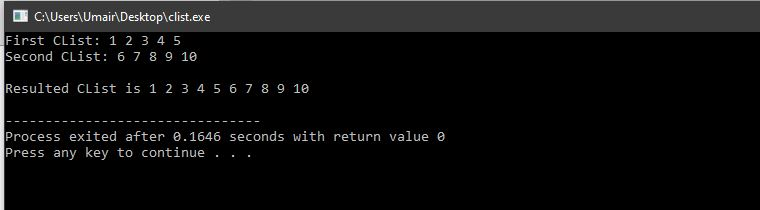 C:\Users\Umair\Desktop\clist.exe
First CList: 1 2 3 4 5
Second CList: 6 7 8 9 10
Resulted CList is 1 2 3 4 5 6 7 8 9 10
--------------------------------
Process exited after 0.1646 seconds with return value 0
Press any key to continue . . .